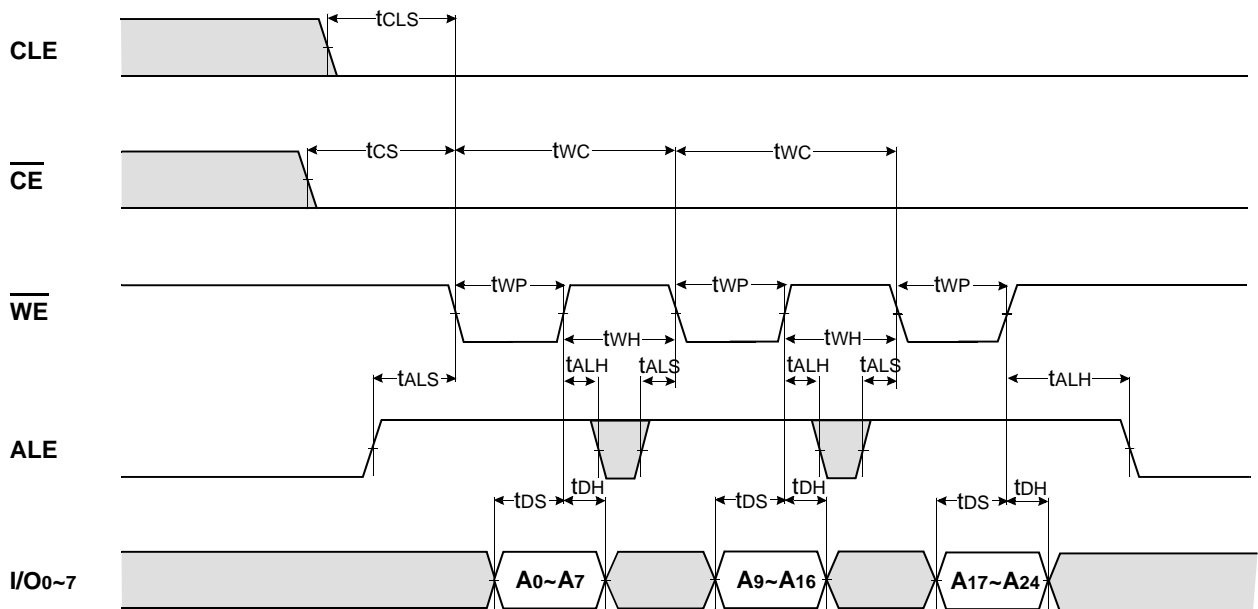 tCLS
CLE
tCS tWC tWC
CE
tWP tWP tWP
WE
tWH tWH
tALS tALH tALS tALH tALS tALH
ALE
tDS tDH tDS tDH tDS tDH
I/O0~7 A0~A7 A9~A16 A17~A24